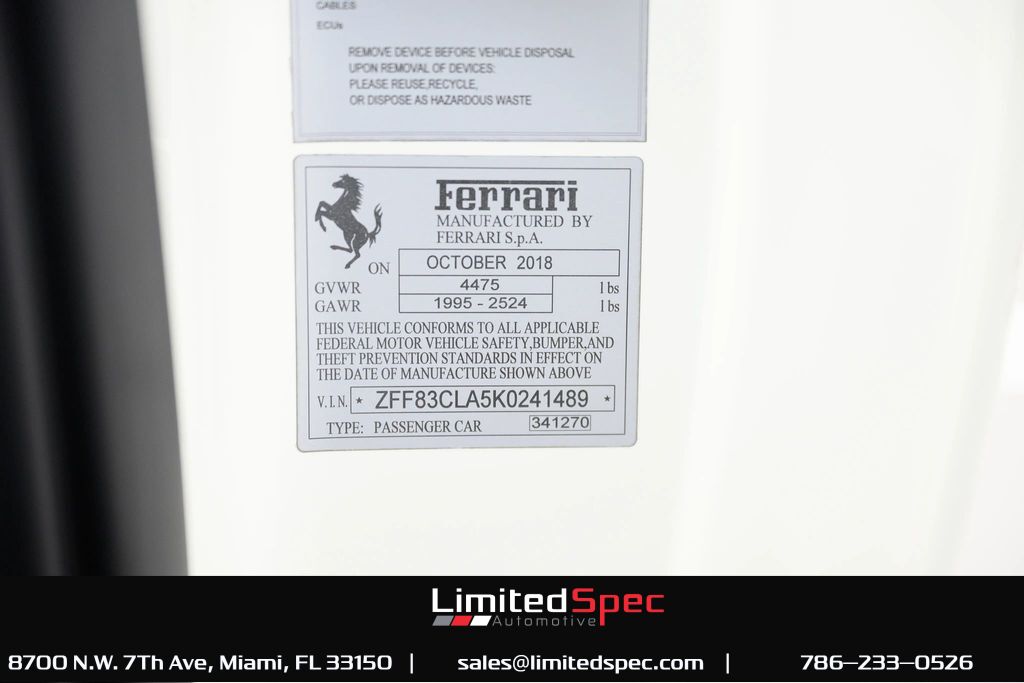 CABLES
ECUs
REMOVE DEVICE BEFORE VEHICLE DISPOSAL
UPON REMOVAL OF DEVICES:
PLEASE REUSE,RECYCLE,
OR DISPOSE AS HAZARDOUS WASTE
Ferrari
MANUFACTURED BY
FERRARI S.p.A.
ON OCTOBER 2018
GVWR 4475 lbs
GAWR 1995 - 2524 lbs
THIS VEHICLE CONFORMS TO ALL APPLICABLE
FEDERAL MOTOR VEHICLE SAFETY,BUMPER,AND
THEFT PREVENTION STANDARDS IN EFFECT ON
THE DATE OF MANUFACTURE SHOWN ABOVE
V.I.N. * ZFF83CLA5K0241489 *
TYPE: PASSENGER CAR 341270
LimitedSpec
Automotive
8700 N.W. 7Th Ave, Miami, FL 33150 | sales@limitedspec.com | 786-233-0526